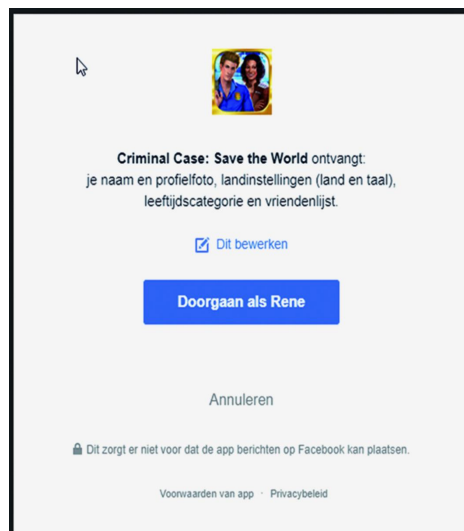 Criminal Case: Save the World ontvangt:
je naam en profielfoto, landinstellingen (land en taal),
leeftijdscategorie en vriendenlijst.
Dit bewerken
Doorgaan als Rene
Annuleren
Dit zorgt er niet voor dat de app berichten op Facebook kan plaatsen.
Voorwaarden van app · Privacybeleid